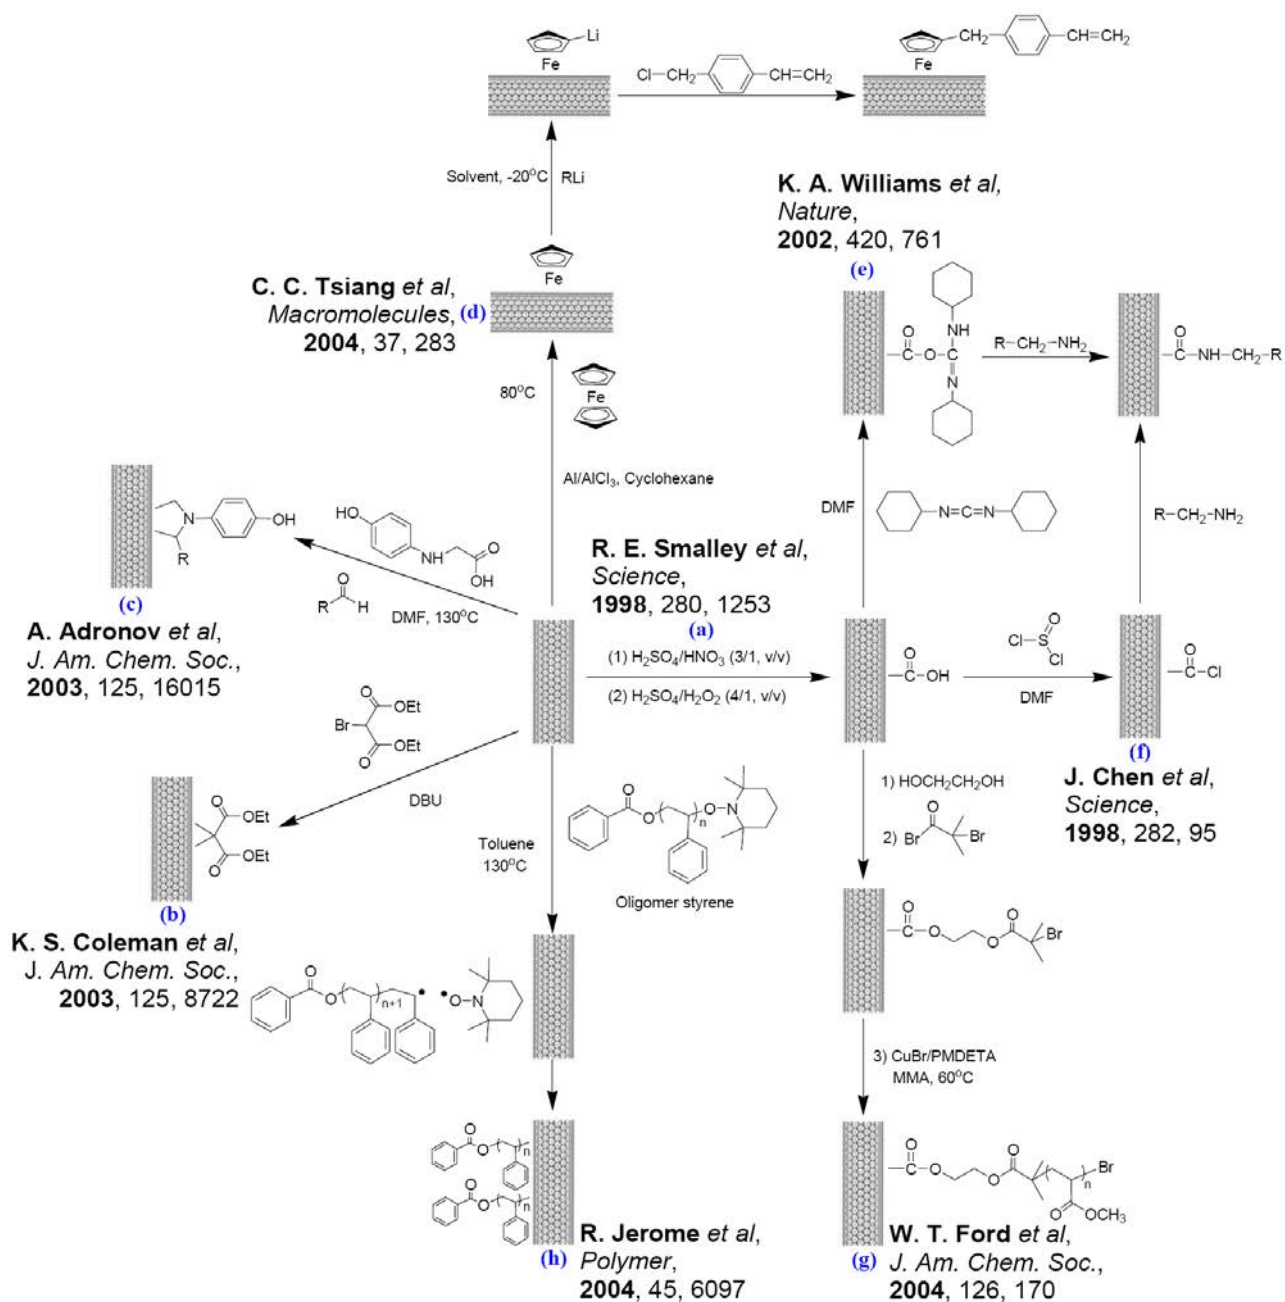 Li
Fe
Cl—CH₂ CH=CH₂
CH₂ CH=CH₂
Fe
Solvent, -20°C RLi
Fe
C. C. Tsiang et al,
Macromolecules,
2004, 37, 283
(d)
K. A. Williams et al,
Nature,
2002, 420, 761
(e)
O
C
O
C
NH
N
R—CH₂—NH₂
O
C—NH—CH₂—R
80°C
Fe
Al/AlCl₃, Cyclohexane
DMF
N=C=N
R—CH₂—NH₂
N
R
OH
HO
NH
O
OH
O
R H
DMF, 130°C
(c)
A. Adronov et al,
J. Am. Chem. Soc.,
2003, 125, 16015
R. E. Smalley et al,
Science,
1998, 280, 1253
(a)
(1) H₂SO₄/HNO₃ (3/1, v/v)
(2) H₂SO₄/H₂O₂ (4/1, v/v)
O
C—OH
Cl S O
Cl
DMF
O
C—Cl
(f)
J. Chen et al,
Science,
1998, 282, 95
O OEt
Br
OEt
O
DBU
O OEt
OEt
O
(b)
K. S. Coleman et al,
J. Am. Chem. Soc.,
2003, 125, 8722
Toluene
130°C
O
O
n
O—N
Oligomer styrene
1) HOCH₂CH₂OH
2) Br
O
Br
O
C
O
O
O
Br
O
O
n+1
• •O—N
3) CuBr/PMDETA
MMA, 60°C
O
O
n
O
O
n
(h)
R. Jerome et al,
Polymer,
2004, 45, 6097
O
C
O
O
O
n
Br
O
OCH₃
(g)
W. T. Ford et al,
J. Am. Chem. Soc.,
2004, 126, 170